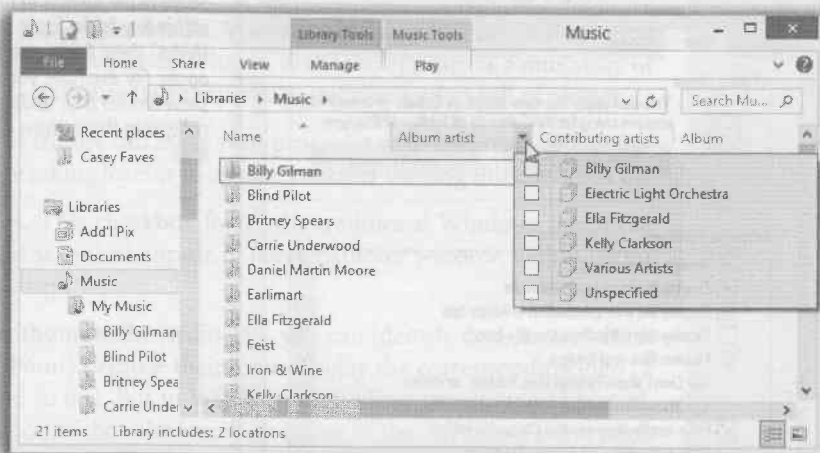 Library Tools Music Tools Music
File Home Share View Manage Play
Libraries Music Search Mu...
Recent places
Casey Faves
Libraries
Add'l Pix
Documents
Music
My Music
Billy Gilman
Blind Pilot
Britney Spea
Carrie Under
Name Album artist Contributing artists Album
Billy Gilman
Blind Pilot
Britney Spears
Carrie Underwood
Daniel Martin Moore
Earlimart
Ella Fitzgerald
Feist
Iron & Wine
Kelly Clarkson
Billy Gilman
Electric Light Orchestra
Ella Fitzgerald
Kelly Clarkson
Various Artists
Unspecified
21 items Library includes: 2 locations